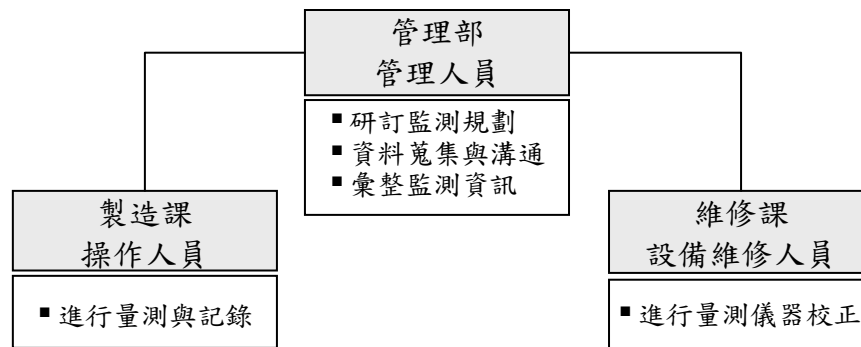 管理部
管理人員
▪ 研訂監測規劃
▪ 資料蒐集與溝通
▪ 彙整監測資訊
製造課
操作人員
▪ 進行量測與記錄
維修課
設備維修人員
▪ 進行量測儀器校正